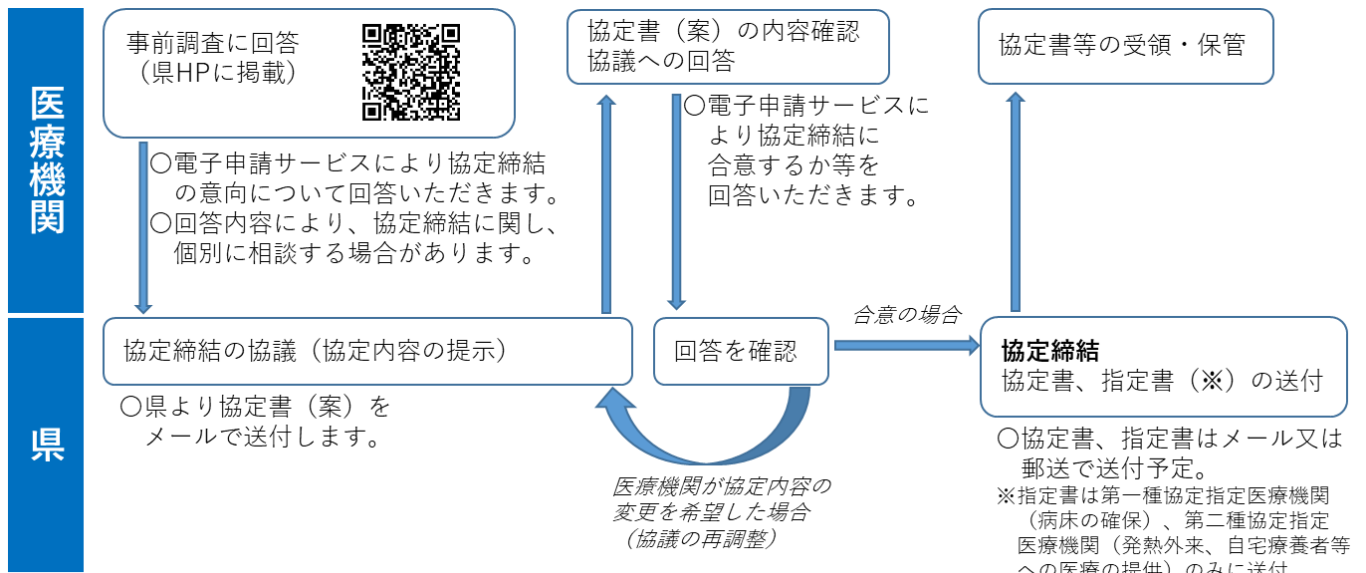 医療機関
事前調査に回答
（県HPに掲載）
○電子申請サービスにより協定締結
の意向について回答いただきます。
○回答内容により、協定締結に関し、
個別に相談する場合があります。
協定書（案）の内容確認
協議への回答
○電子申請サービスに
より協定締結に
合意するか等を
回答いただきます。
協定書等の受領・保管
県
協定締結の協議（協定内容の提示）
○県より協定書（案）を
メールで送付します。
回答を確認
合意の場合
医療機関が協定内容の
変更を希望した場合
（協議の再調整）
協定締結
協定書、指定書（※）の送付
○協定書、指定書はメール又は
郵送で送付予定。
※指定書は第一種協定指定医療機関
（病床の確保）、第二種協定指定
医療機関（発熱外来、自宅療養者等
への医療の提供）のみに送付